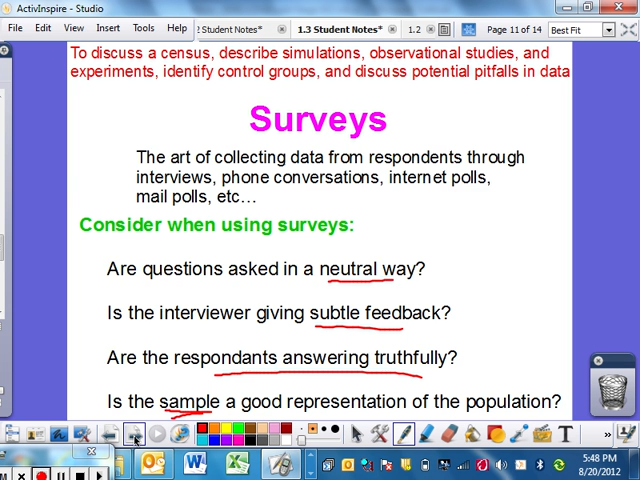 ActivInspire - Studio
Help
Tools
Insert
View
Edit
File
2 Student Notes*
1.3 Student Notes*
1.2
Page 11 of 14
Best Fit
To discuss a census, describe simulations, observational studies, and
experiments, identify control groups, and discuss potential pitfalls in data
Surveys
The art of collecting data from respondents through
interviews, phone conversations, internet polls,
mail polls, etc…
Consider when using surveys:
Are questions asked in a neutral way?
Is the interviewer giving subtle feedback?
Are the respondants answering truthfully?
Is the sample a good representation of the population?
5:48 PM
8/20/2012